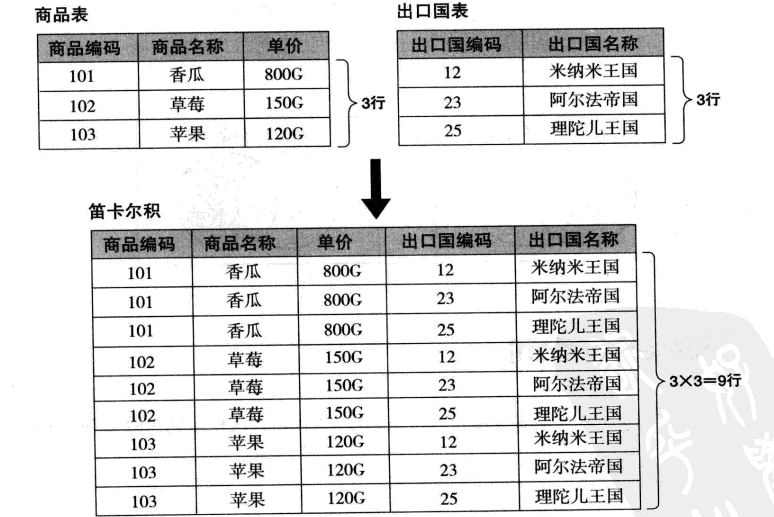 商品表
商品编码 商品名称 单价
101 香瓜 800G
102 草莓 150G
103 苹果 120G
3行
出口国表
出口国编码 出口国名称
12 米纳米王国
23 阿尔法帝国
25 理陀儿王国
3行
笛卡尔积
商品编码 商品名称 单价 出口国编码 出口国名称
101 香瓜 800G 12 米纳米王国
101 香瓜 800G 23 阿尔法帝国
101 香瓜 800G 25 理陀儿王国
102 草莓 150G 12 米纳米王国
102 草莓 150G 23 阿尔法帝国
102 草莓 150G 25 理陀儿王国
103 苹果 120G 12 米纳米王国
103 苹果 120G 23 阿尔法帝国
103 苹果 120G 25 理陀儿王国
3×3=9行